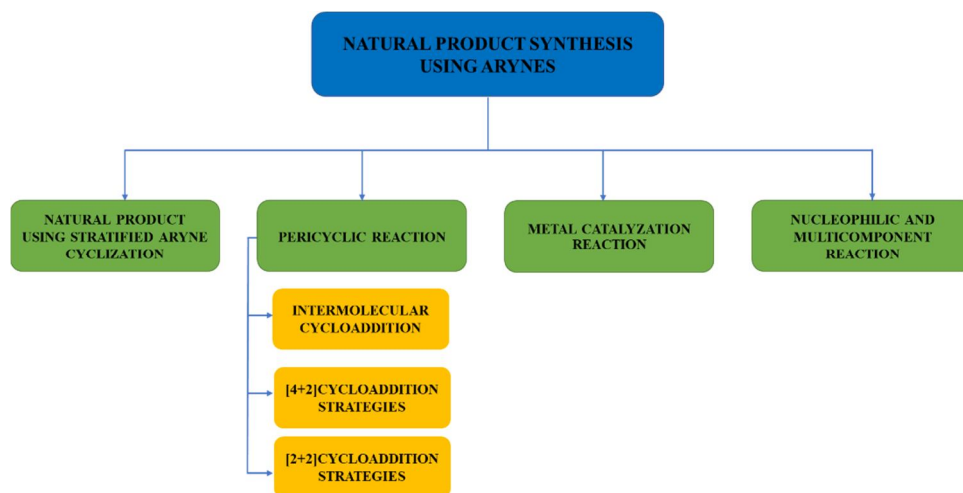 NATURAL PRODUCT SYNTHESIS
USING ARYNES
NATURAL PRODUCT
USING STRATIFIED ARYNE
CYCLIZATION
PERICYCLIC REACTION
METAL CATALYZATION
REACTION
NUCLEOPHILIC AND
MULTICOMPONENT
REACTION
INTERMOLECULAR
CYCLOADDITION
[4+2]CYCLOADDITION
STRATEGIES
[2+2]CYCLOADDITION
STRATEGIES